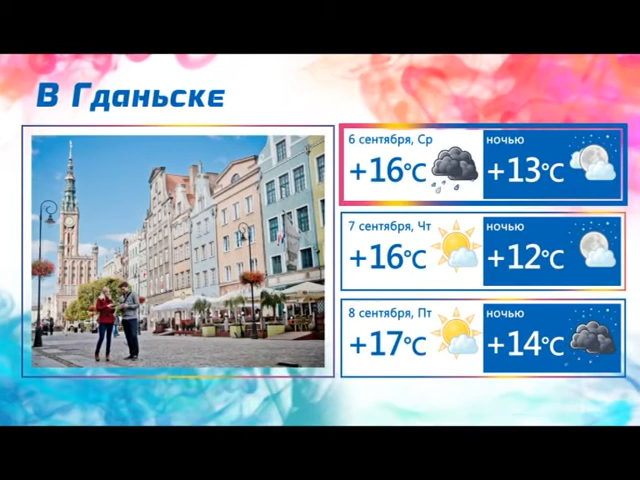 В Гданьске
6 сентября, Ср
+16°C
ночью
+13°C
7 сентября, Чт
+16°C
ночью
+12°C
8 сентября, Пт
+17°C
ночью
+14°C